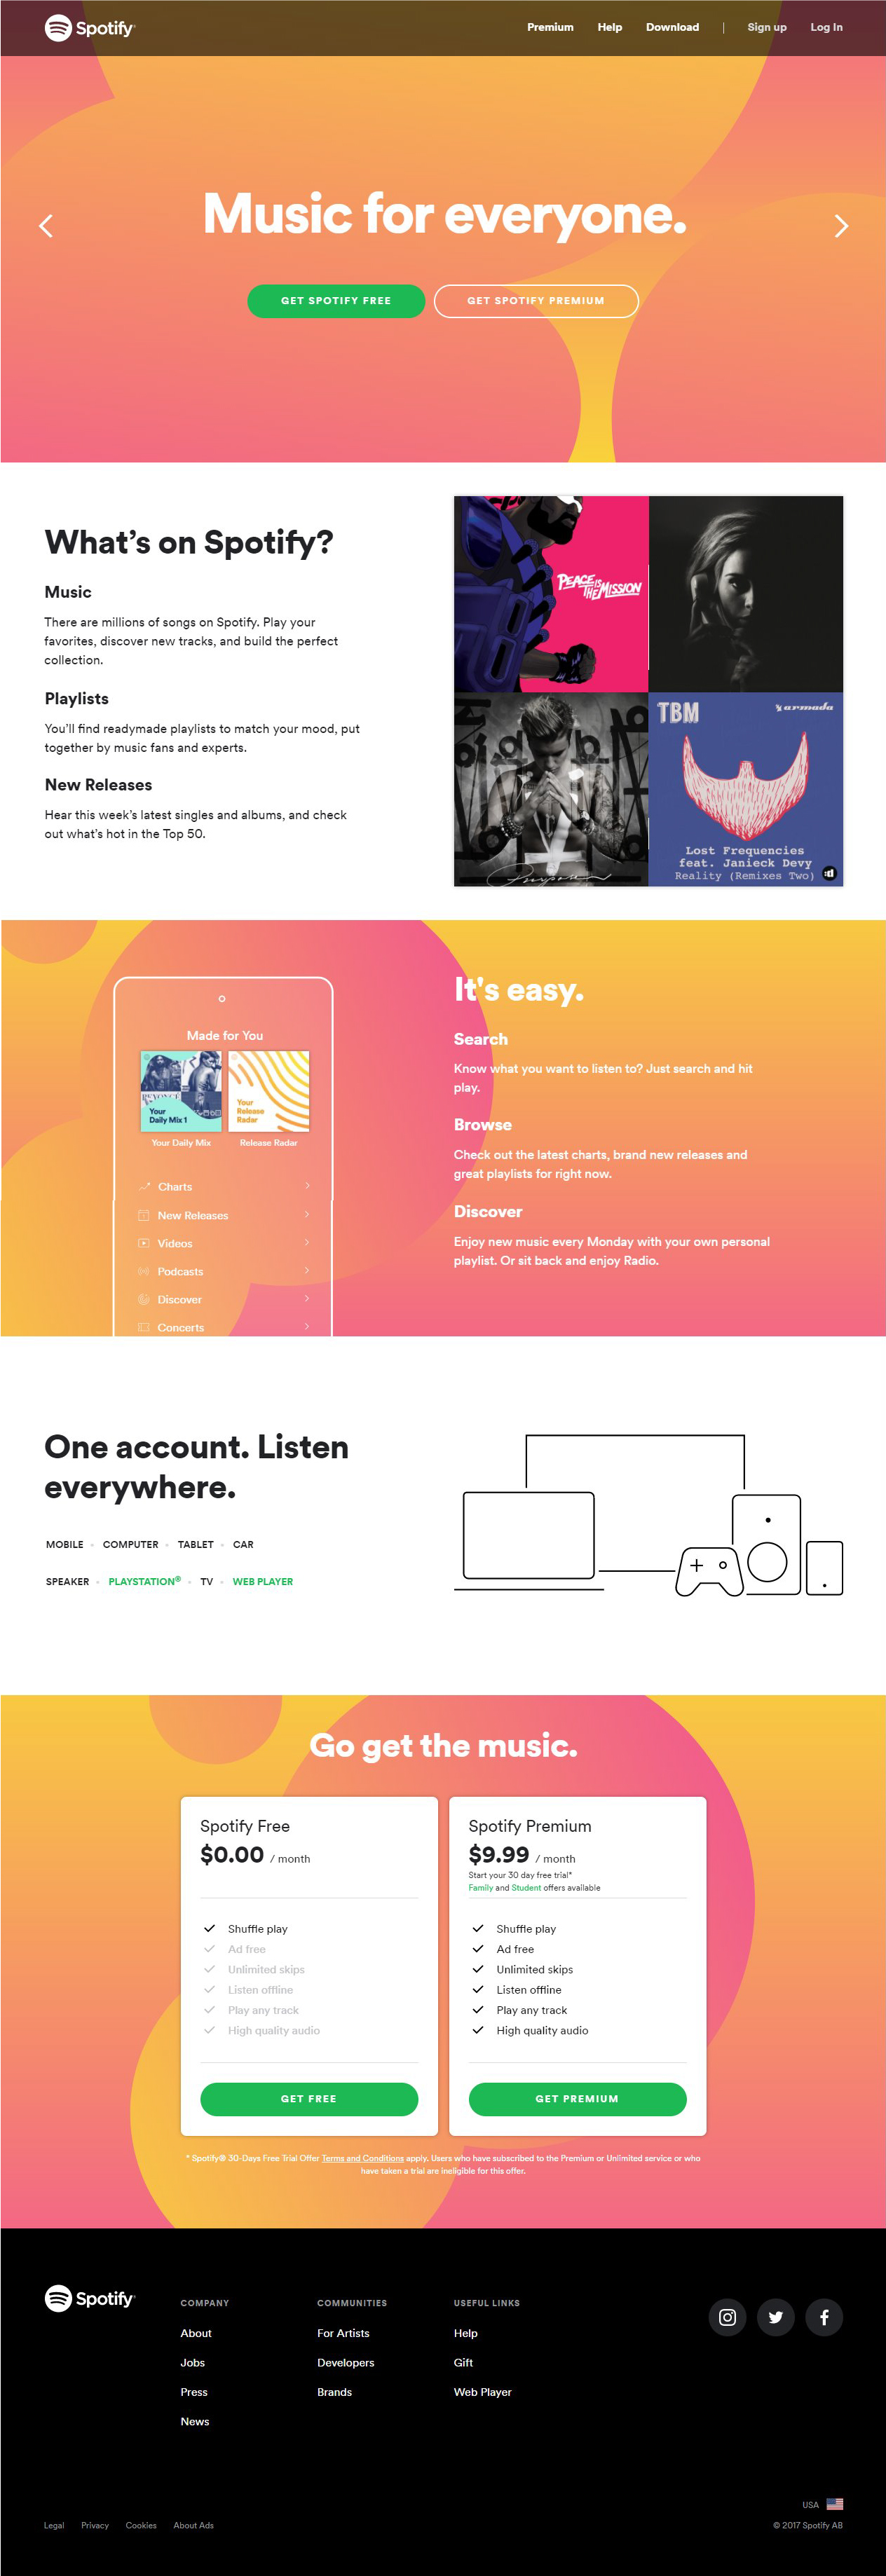 Spotify
Premium Help Download | Sign up Log In
Music for everyone.
GET SPOTIFY FREE
GET SPOTIFY PREMIUM
What’s on Spotify?
Music
There are millions of songs on Spotify. Play your
favorites, discover new tracks, and build the perfect
collection.
Playlists
You’ll find readymade playlists to match your mood, put
together by music fans and experts.
New Releases
Hear this week’s latest singles and albums, and check
out what’s hot in the Top 50.
PEACE IS THE MISSION
Purpose
TBM
armada
Lost Frequencies
feat. Janieck Devy
Reality (Remixes Two)
Made for You
BEYONCÉ
Your
Daily Mix 1
Your
Release
Radar
Your Daily Mix
Release Radar
Charts
New Releases
Videos
Podcasts
Discover
Concerts
It's easy.
Search
Know what you want to listen to? Just search and hit
play.
Browse
Check out the latest charts, brand new releases and
great playlists for right now.
Discover
Enjoy new music every Monday with your own personal
playlist. Or sit back and enjoy Radio.
One account. Listen
everywhere.
MOBILE • COMPUTER • TABLET • CAR
SPEAKER • PLAYSTATION® • TV • WEB PLAYER
Go get the music.
Spotify Free
$0.00 / month
Shuffle play
Ad free
Unlimited skips
Listen offline
Play any track
High quality audio
GET FREE
Spotify Premium
$9.99 / month
Start your 30 day free trial*
Family and Student offers available
Shuffle play
Ad free
Unlimited skips
Listen offline
Play any track
High quality audio
GET PREMIUM
* Spotify® 30-Days Free Trial Offer Terms and Conditions apply. Users who have subscribed to the Premium or Unlimited service or who
have taken a trial are ineligible for this offer.
Spotify
COMPANY
About
Jobs
Press
News
COMMUNITIES
For Artists
Developers
Brands
USEFUL LINKS
Help
Gift
Web Player
USA
Legal Privacy Cookies About Ads
© 2017 Spotify AB